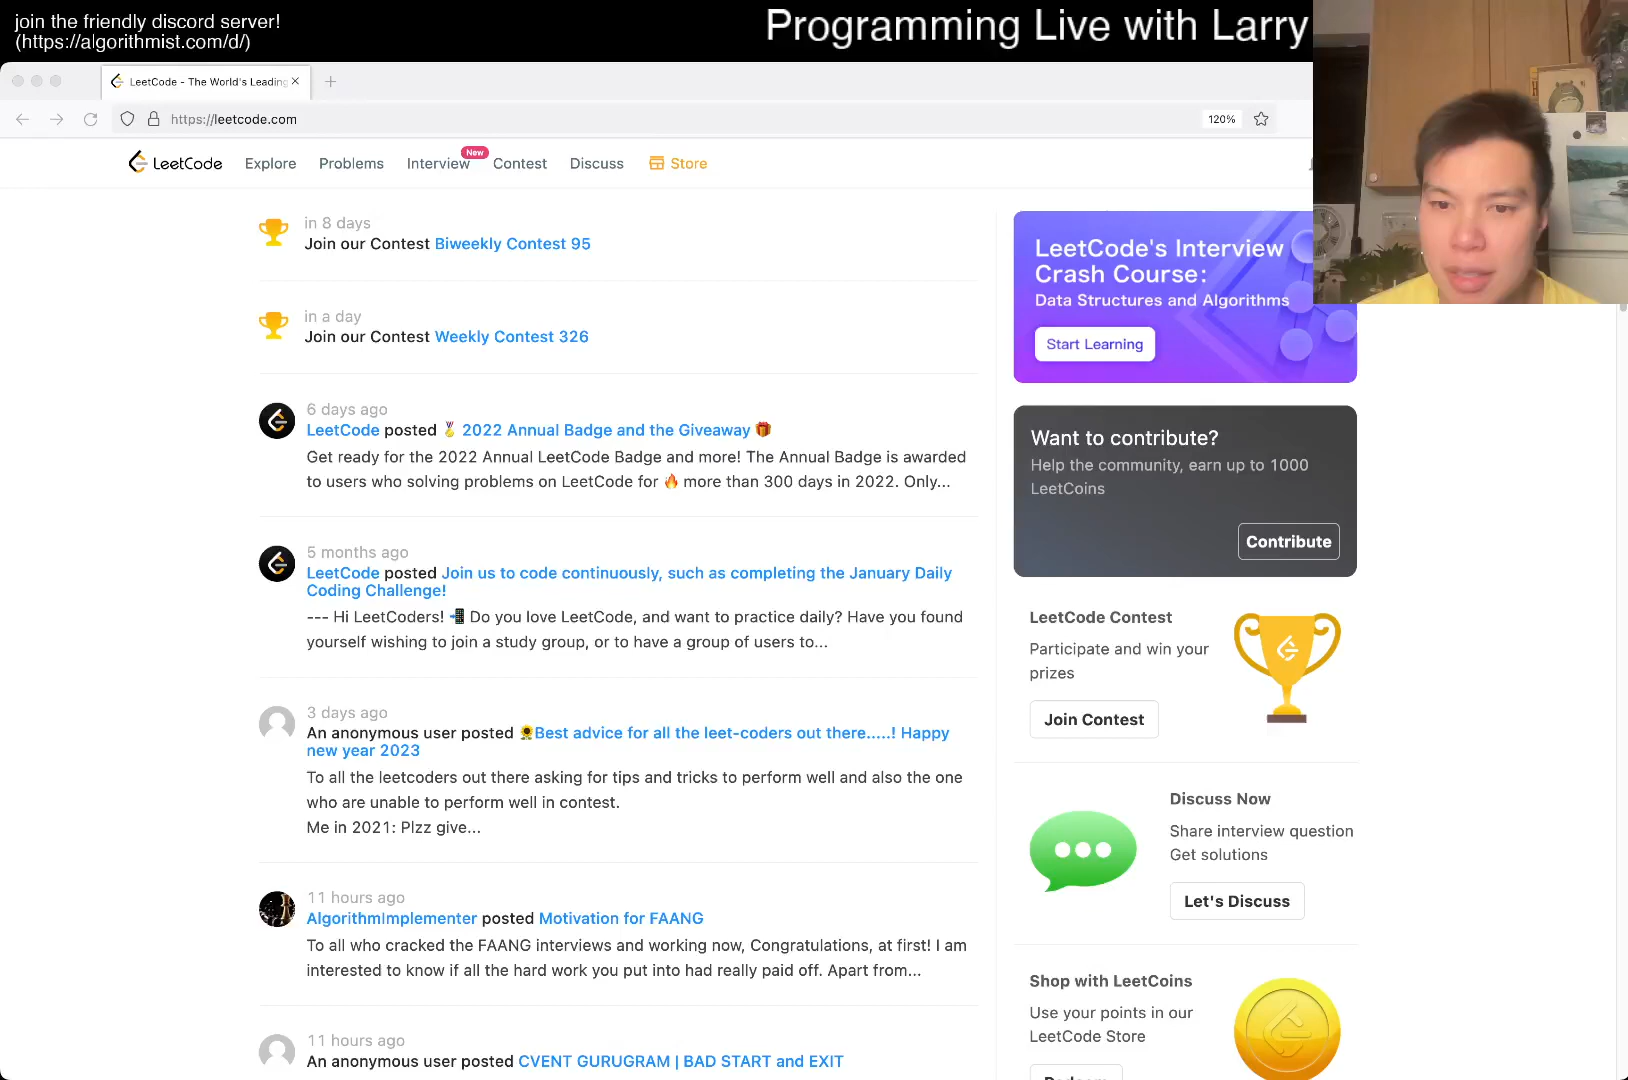 join the friendly discord server!
(https://algorithmist.com/d/)
Programming Live with Larry
LeetCode - The World's Leading
https://leetcode.com
120%
LeetCode
Explore
Problems
Interview
New
Contest
Discuss
Store
in 8 days
Join our Contest Biweekly Contest 95
in a day
Join our Contest Weekly Contest 326
6 days ago
LeetCode posted 🏅 2022 Annual Badge and the Giveaway 🎁
Get ready for the 2022 Annual LeetCode Badge and more! The Annual Badge is awarded
to users who solving problems on LeetCode for 🔥 more than 300 days in 2022. Only...
5 months ago
LeetCode posted Join us to code continuously, such as completing the January Daily
Coding Challenge!
--- Hi LeetCoders! 📲 Do you love LeetCode, and want to practice daily? Have you found
yourself wishing to join a study group, or to have a group of users to...
3 days ago
An anonymous user posted 🌻Best advice for all the leet-coders out there.....! Happy
new year 2023
To all the leetcoders out there asking for tips and tricks to perform well and also the one
who are unable to perform well in contest.
Me in 2021: Plzz give...
11 hours ago
AlgorithmImplementer posted Motivation for FAANG
To all who cracked the FAANG interviews and working now, Congratulations, at first! I am
interested to know if all the hard work you put into had really paid off. Apart from...
11 hours ago
An anonymous user posted CVENT GURUGRAM | BAD START and EXIT
LeetCode's Interview
Crash Course:
Data Structures and Algorithms
Start Learning
Want to contribute?
Help the community, earn up to 1000
LeetCoins
Contribute
LeetCode Contest
Participate and win your
prizes
Join Contest
Discuss Now
Share interview question
Get solutions
Let's Discuss
Shop with LeetCoins
Use your points in our
LeetCode Store